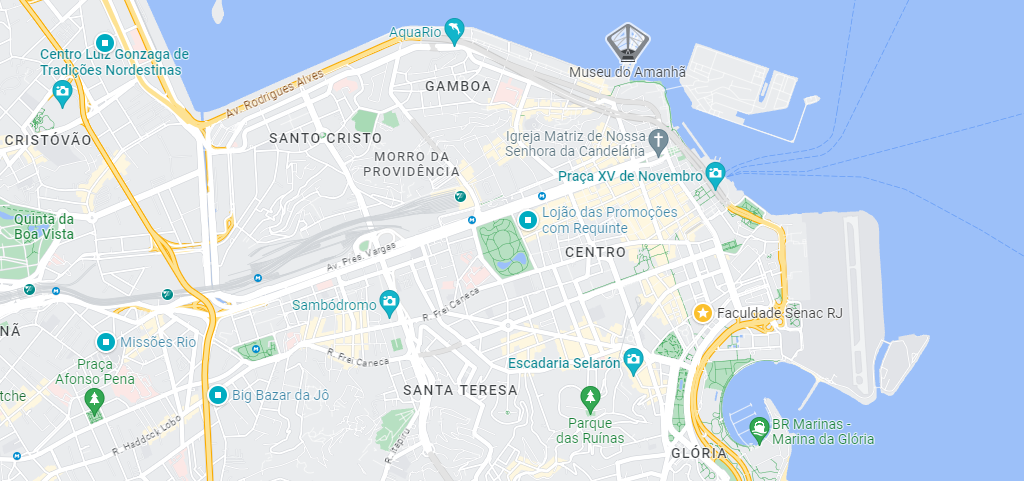 AquaRio
Centro Luiz Gonzaga de
Tradições Nordestinas
Museu do Amanhã
GAMBOA
Av. Rodrigues Alves
CRISTÓVÃO
SANTO CRISTO
Igreja Matriz de Nossa
Senhora da Candelária
MORRO DA
PROVIDÊNCIA
Praça XV de Novembro
Quinta da
Boa Vista
Lojão das Promoções
com Requinte
CENTRO
Av. Pres. Vargas
R. Frei Caneca
Sambódromo
Faculdade Senac RJ
NÃ
Missões Rio
R. Frei Caneca
Escadaria Selarón
Praça
Afonso Pena
tche
Big Bazar da Jô
SANTA TERESA
Parque
das Ruínas
R. Haddock Lobo
R. Itapiru
BR Marinas -
Marina da Glória
GLÓRIA